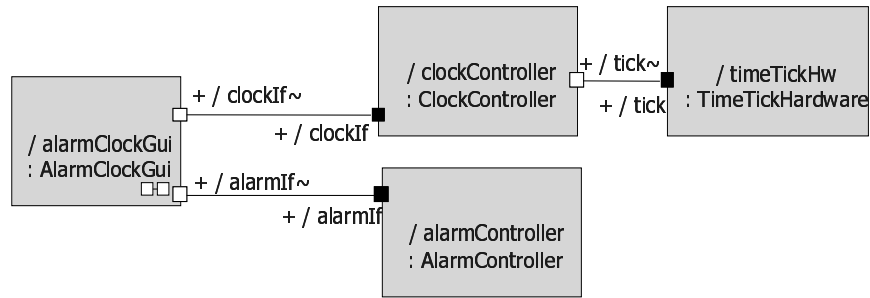 / alarmClockGui
: AlarmClockGui
+ / clockIf~
+ / clockIf
+ / alarmIf~
+ / alarmIf
/ clockController
: ClockController
+ / tick~
+ / tick
/ timeTickHw
: TimeTickHardware
/ alarmController
: AlarmController